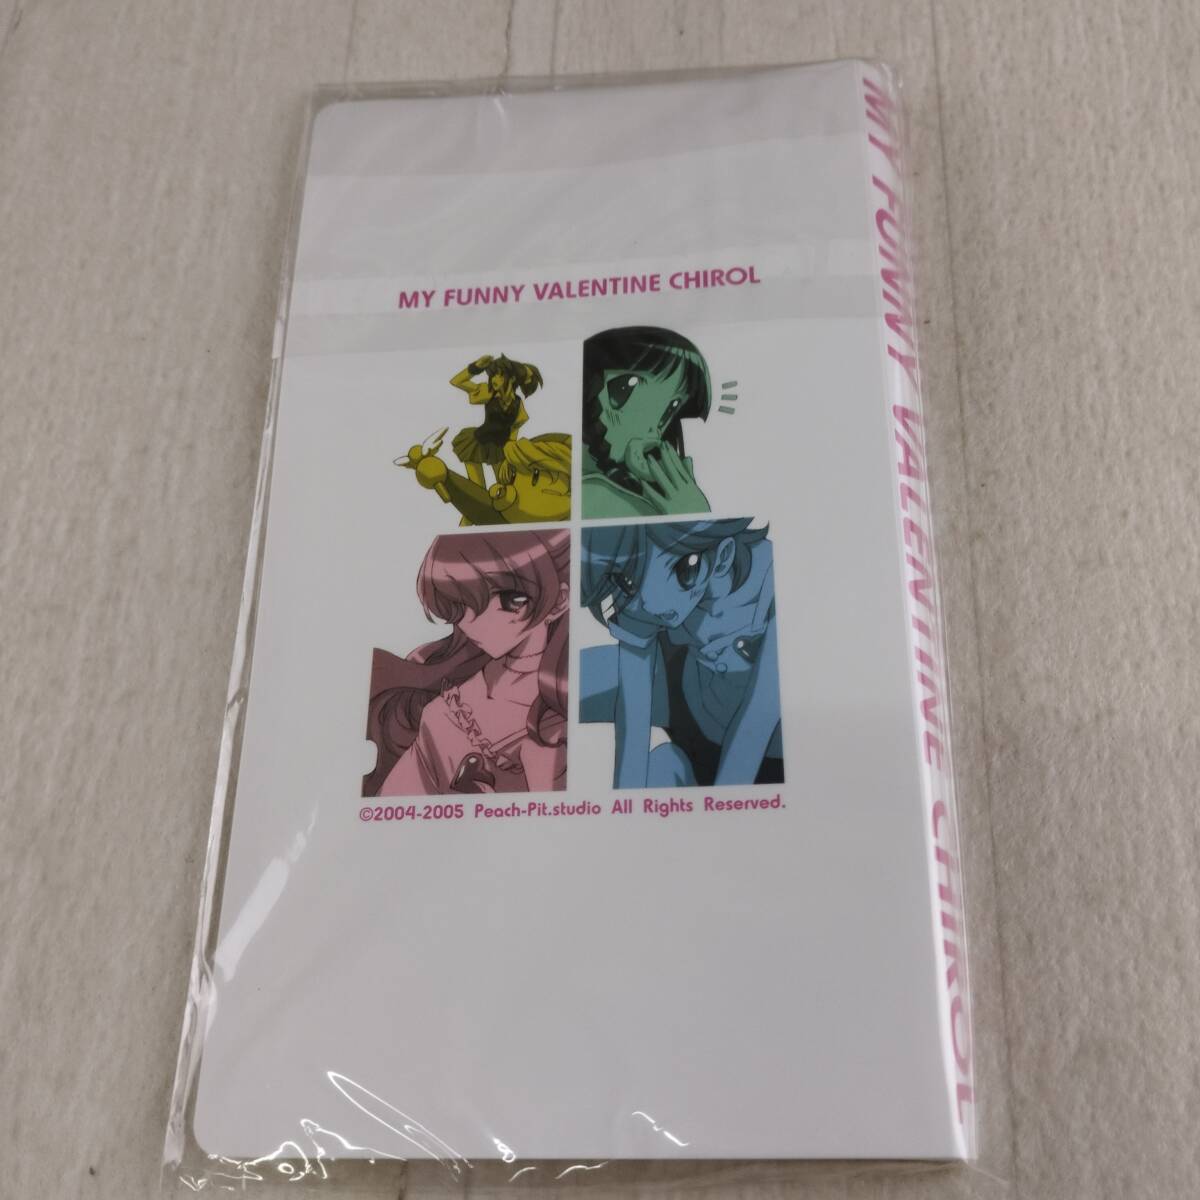 MY FUNNY VALENTINE CHIROL
©2004-2005 Peach-Pit.studio All Rights Reserved.
MY FUNNY VALENTINE CHIROL